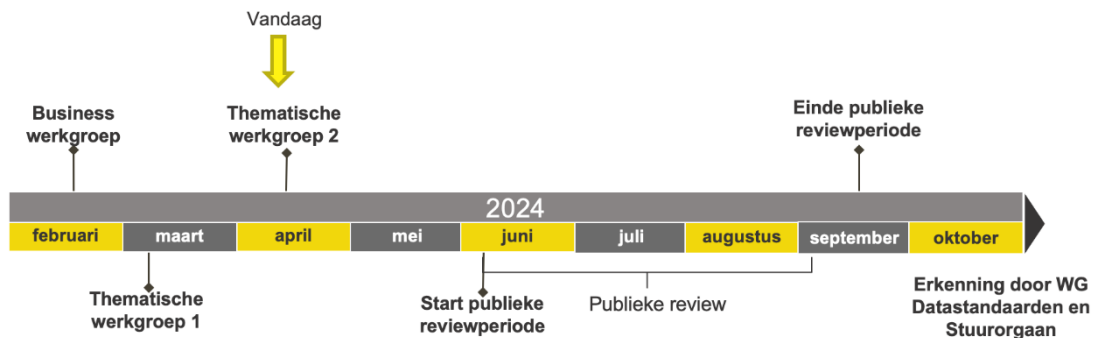 Vandaag
Business
werkgroep
Thematische
werkgroep 2
Einde publieke
reviewperiode
2024
februari
maart
april
mei
juni
juli
augustus
september
oktober
Thematische
werkgroep 1
Start publieke
reviewperiode
Publieke review
Erkenning door WG
Datastandaarden en
Stuurorgaan